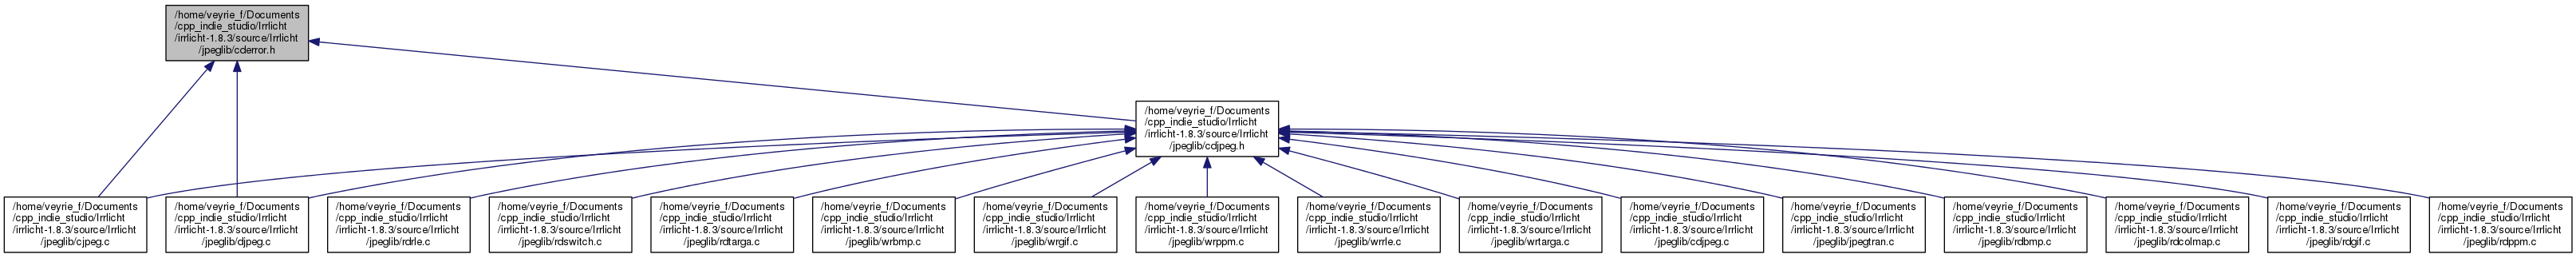 /home/veyrie_f/Documents
/cpp_indie_studio/Irrlicht
/irrlicht-1.8.3/source/Irrlicht
/jpeglib/cderror.h
/home/veyrie_f/Documents
/cpp_indie_studio/Irrlicht
/irrlicht-1.8.3/source/Irrlicht
/jpeglib/cdjpeg.h
/home/veyrie_f/Documents
/cpp_indie_studio/Irrlicht
/irrlicht-1.8.3/source/Irrlicht
/jpeglib/cjpeg.c
/home/veyrie_f/Documents
/cpp_indie_studio/Irrlicht
/irrlicht-1.8.3/source/Irrlicht
/jpeglib/djpeg.c
/home/veyrie_f/Documents
/cpp_indie_studio/Irrlicht
/irrlicht-1.8.3/source/Irrlicht
/jpeglib/rdrle.c
/home/veyrie_f/Documents
/cpp_indie_studio/Irrlicht
/irrlicht-1.8.3/source/Irrlicht
/jpeglib/rdswitch.c
/home/veyrie_f/Documents
/cpp_indie_studio/Irrlicht
/irrlicht-1.8.3/source/Irrlicht
/jpeglib/rdtarga.c
/home/veyrie_f/Documents
/cpp_indie_studio/Irrlicht
/irrlicht-1.8.3/source/Irrlicht
/jpeglib/wrbmp.c
/home/veyrie_f/Documents
/cpp_indie_studio/Irrlicht
/irrlicht-1.8.3/source/Irrlicht
/jpeglib/wrgif.c
/home/veyrie_f/Documents
/cpp_indie_studio/Irrlicht
/irrlicht-1.8.3/source/Irrlicht
/jpeglib/wrppm.c
/home/veyrie_f/Documents
/cpp_indie_studio/Irrlicht
/irrlicht-1.8.3/source/Irrlicht
/jpeglib/wrrle.c
/home/veyrie_f/Documents
/cpp_indie_studio/Irrlicht
/irrlicht-1.8.3/source/Irrlicht
/jpeglib/wrtarga.c
/home/veyrie_f/Documents
/cpp_indie_studio/Irrlicht
/irrlicht-1.8.3/source/Irrlicht
/jpeglib/cdjpeg.c
/home/veyrie_f/Documents
/cpp_indie_studio/Irrlicht
/irrlicht-1.8.3/source/Irrlicht
/jpeglib/jpegtran.c
/home/veyrie_f/Documents
/cpp_indie_studio/Irrlicht
/irrlicht-1.8.3/source/Irrlicht
/jpeglib/rdbmp.c
/home/veyrie_f/Documents
/cpp_indie_studio/Irrlicht
/irrlicht-1.8.3/source/Irrlicht
/jpeglib/rdcolmap.c
/home/veyrie_f/Documents
/cpp_indie_studio/Irrlicht
/irrlicht-1.8.3/source/Irrlicht
/jpeglib/rdgif.c
/home/veyrie_f/Documents
/cpp_indie_studio/Irrlicht
/irrlicht-1.8.3/source/Irrlicht
/jpeglib/rdppm.c